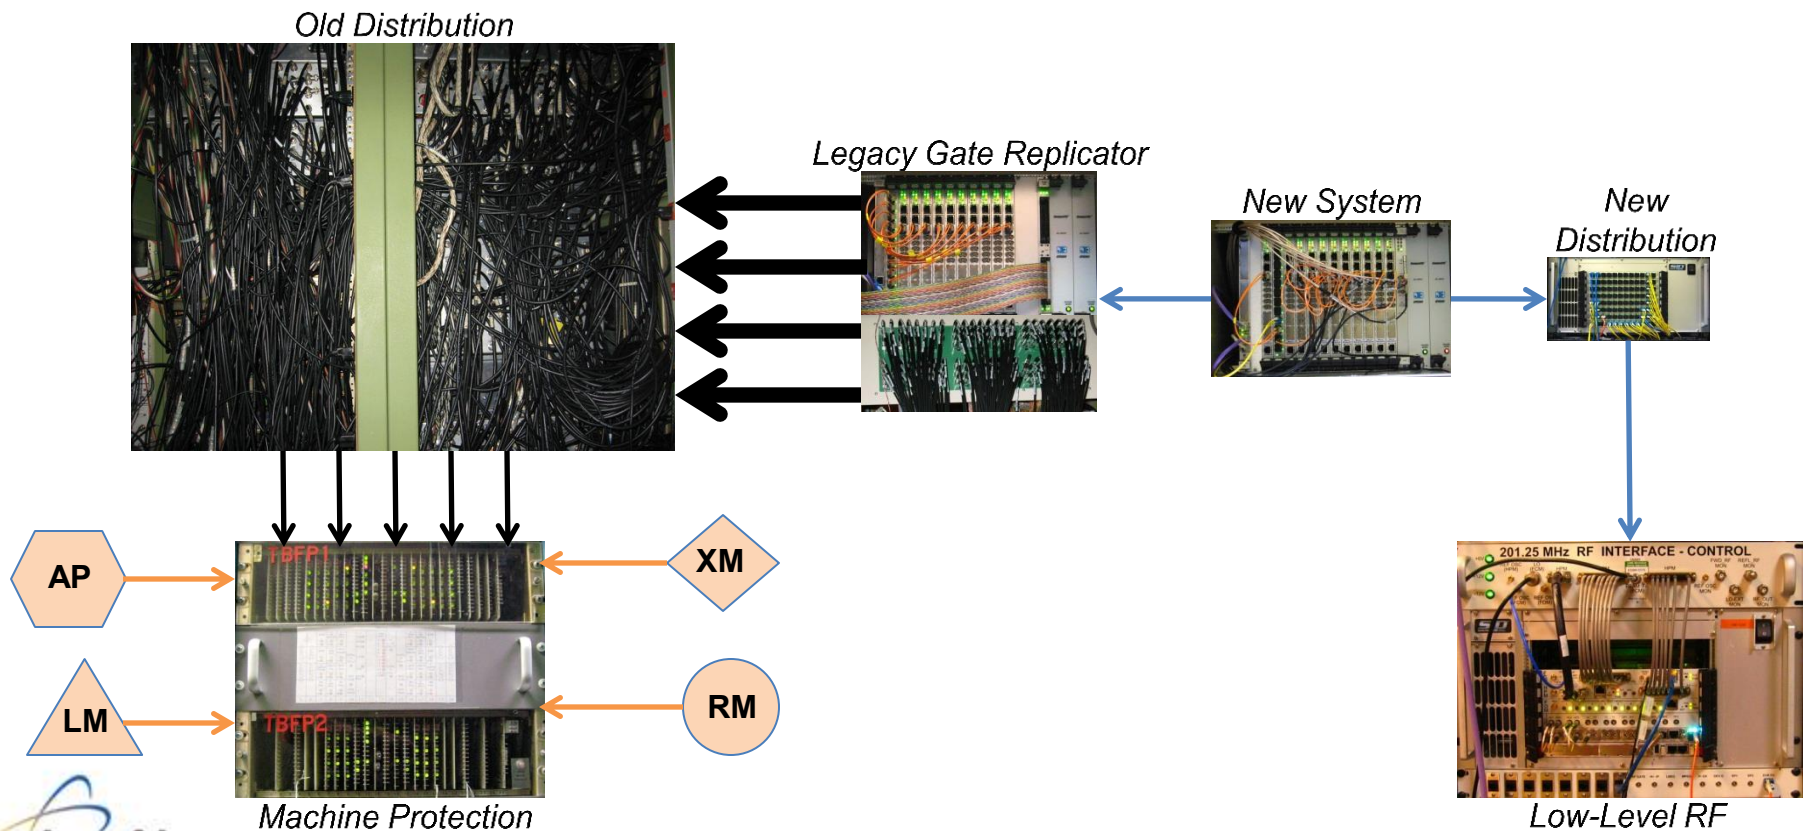 Old Distribution
Legacy Gate Replicator
New System
New
Distribution
TBFP1
AP
XM
LM
RM
TBFP2
Machine Protection
201.25 MHz RF INTERFACE - CONTROL
HPM
Low-Level RF